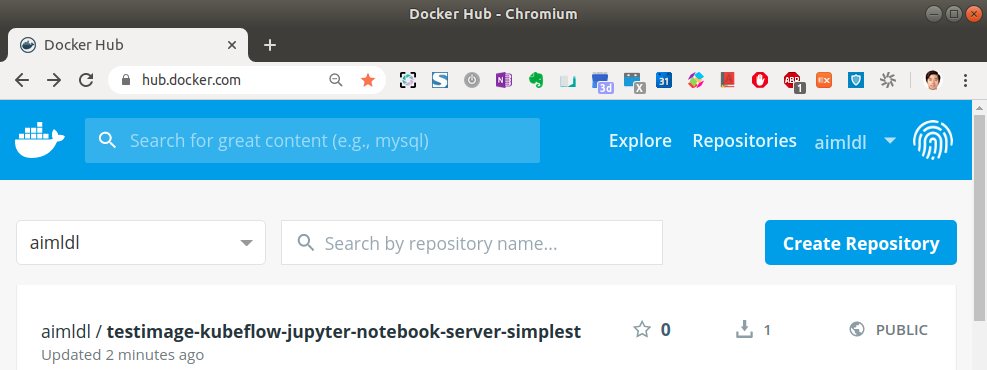 Docker Hub - Chromium
Docker Hub
hub.docker.com
S
N
3d
X
31
A
ABP
1
EX
Search for great content (e.g., mysql)
Explore
Repositories
aimldl
aimldl
Search by repository name...
Create Repository
aimldl / testimage-kubeflow-jupyter-notebook-server-simplest
0
1
PUBLIC
Updated 2 minutes ago